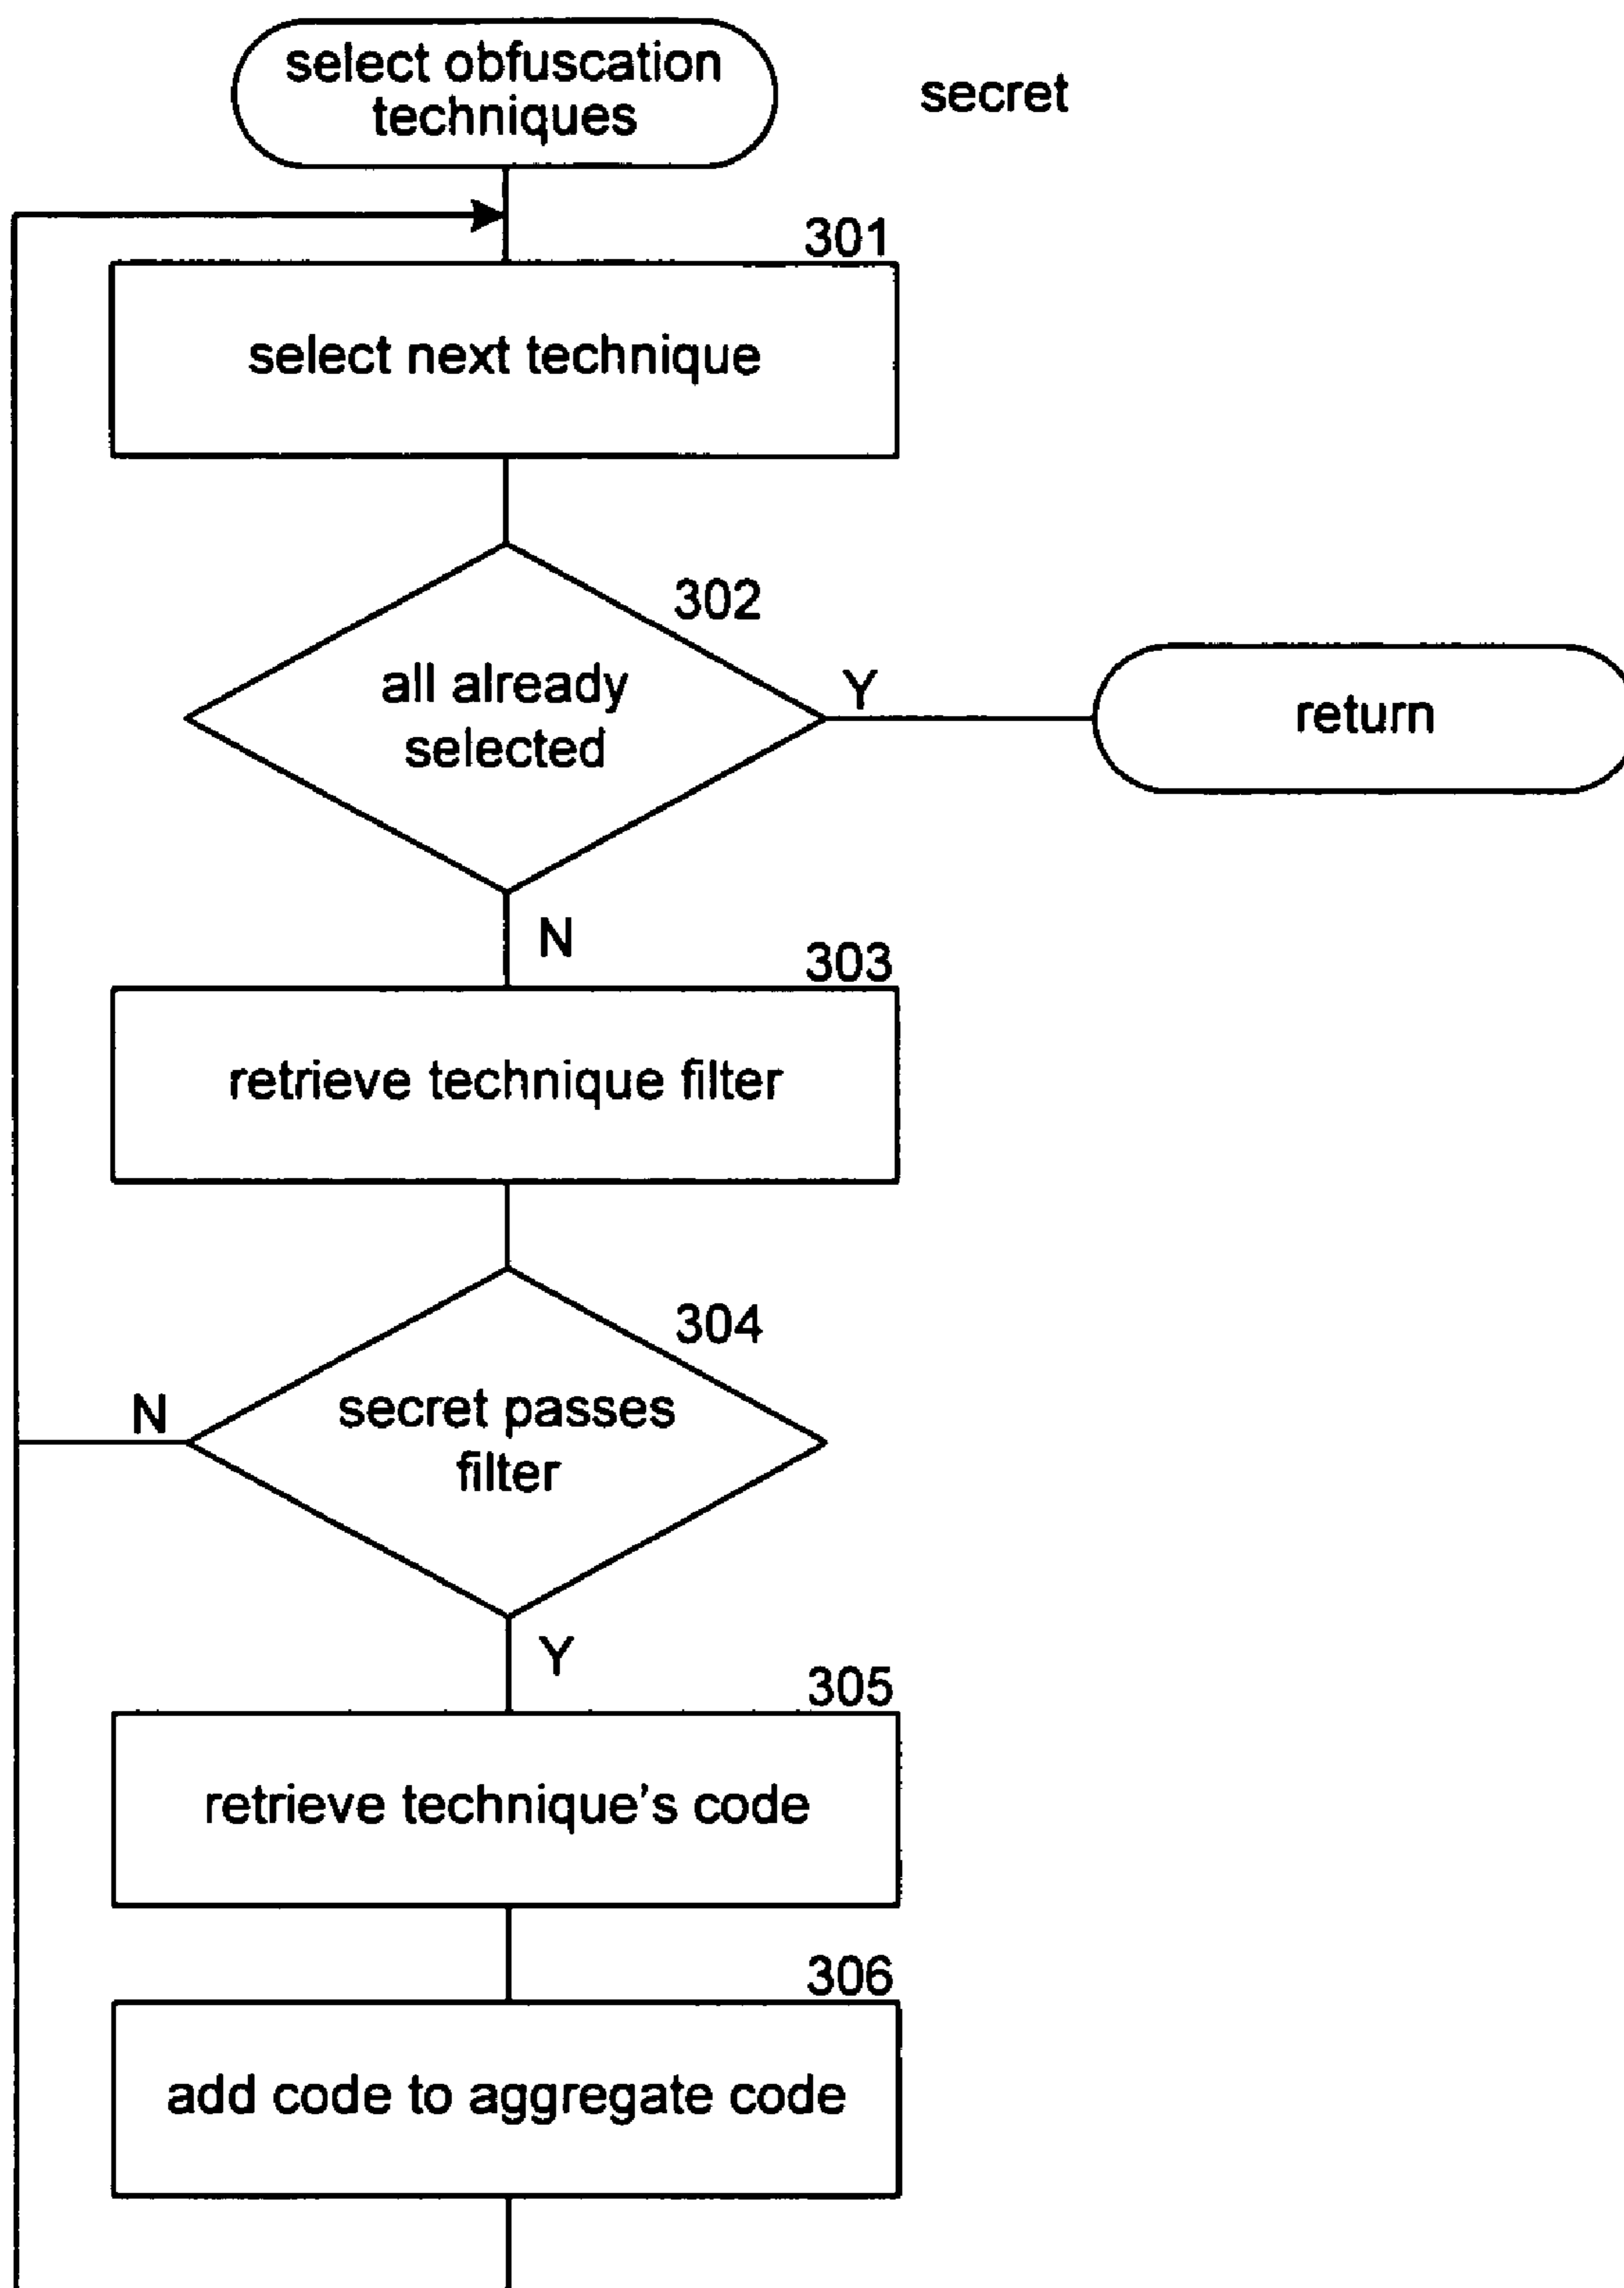 select obfuscation
techniques
secret
301
select next technique
302
all already
selected
Y
return
N
303
retrieve technique filter
304
secret passes
filter
N
Y
305
retrieve technique's code
306
add code to aggregate code